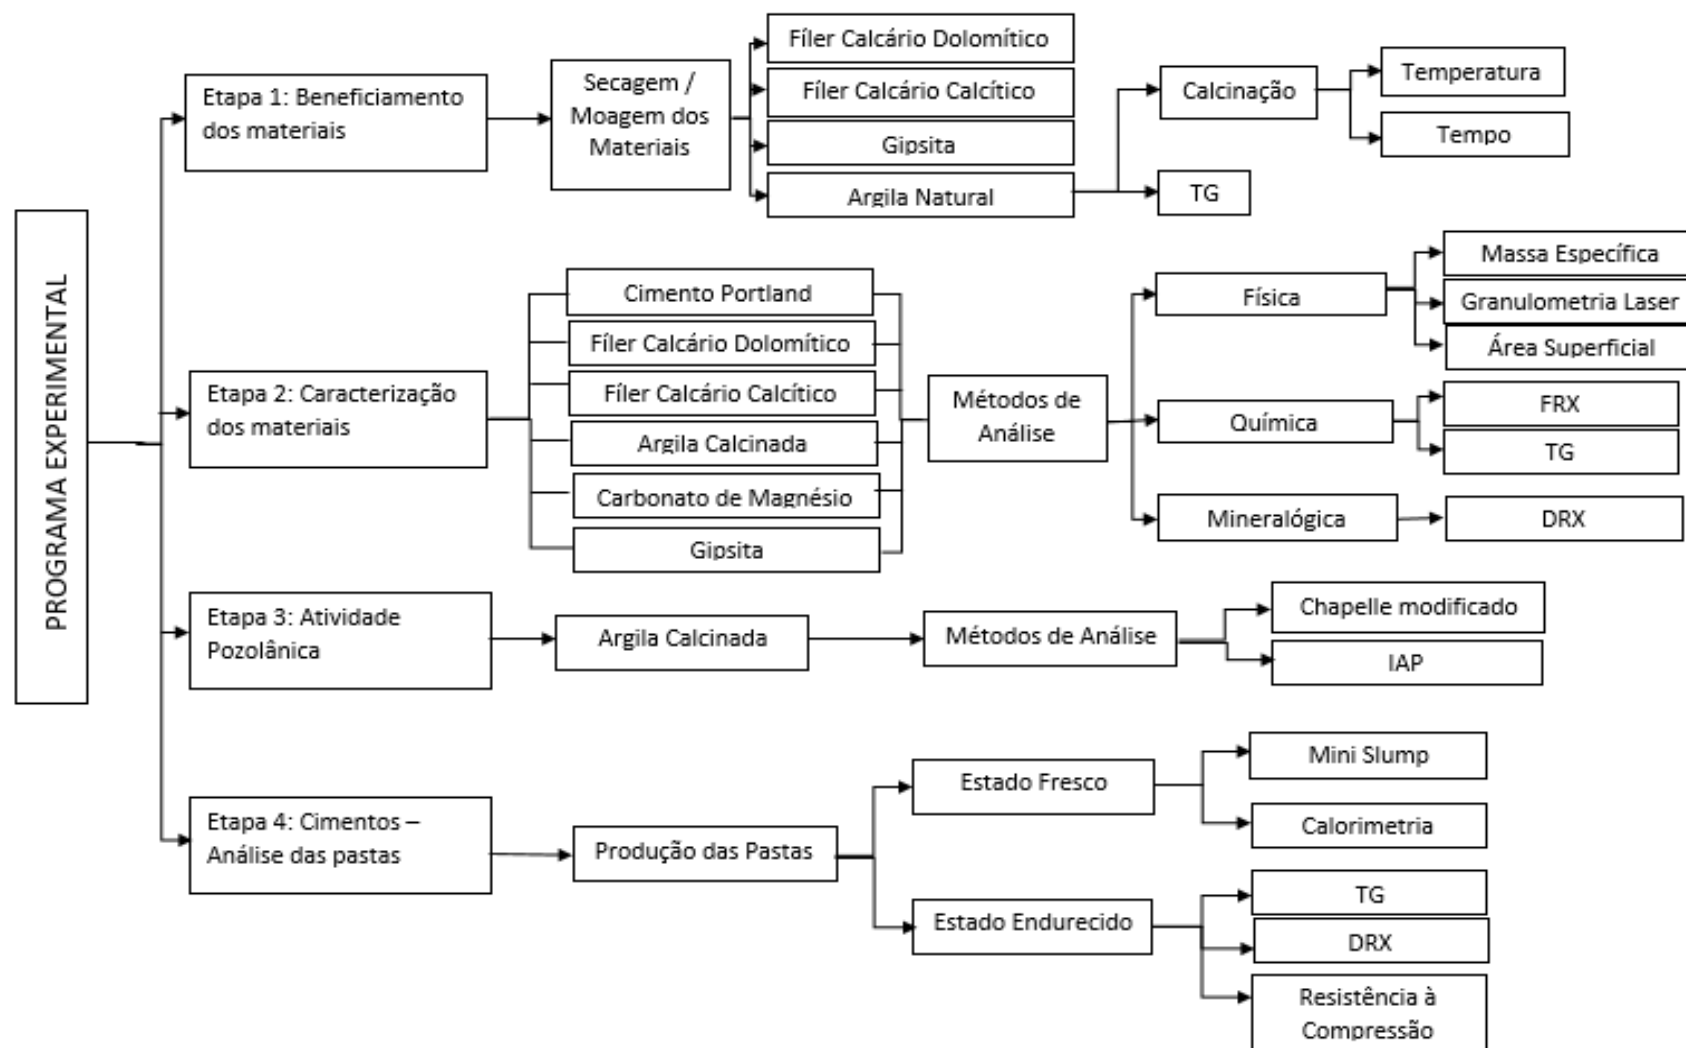 PROGRAMA EXPERIMENTAL
Etapa 1: Beneficiamento
dos materiais
Secagem /
Moagem dos
Materiais
Fíler Calcário Dolomítico
Fíler Calcário Calcítico
Gipsita
Argila Natural
Calcinação
TG
Temperatura
Tempo
Etapa 2: Caracterização
dos materiais
Cimento Portland
Fíler Calcário Dolomítico
Fíler Calcário Calcítico
Argila Calcinada
Carbonato de Magnésio
Gipsita
Métodos de
Análise
Física
Massa Específica
Granulometria Laser
Área Superficial
Química
FRX
TG
Mineralógica
DRX
Etapa 3: Atividade
Pozolânica
Argila Calcinada
Métodos de Análise
Chapelle modificado
IAP
Etapa 4: Cimentos –
Análise das pastas
Produção das Pastas
Estado Fresco
Mini Slump
Calorimetria
Estado Endurecido
TG
DRX
Resistência à
Compressão